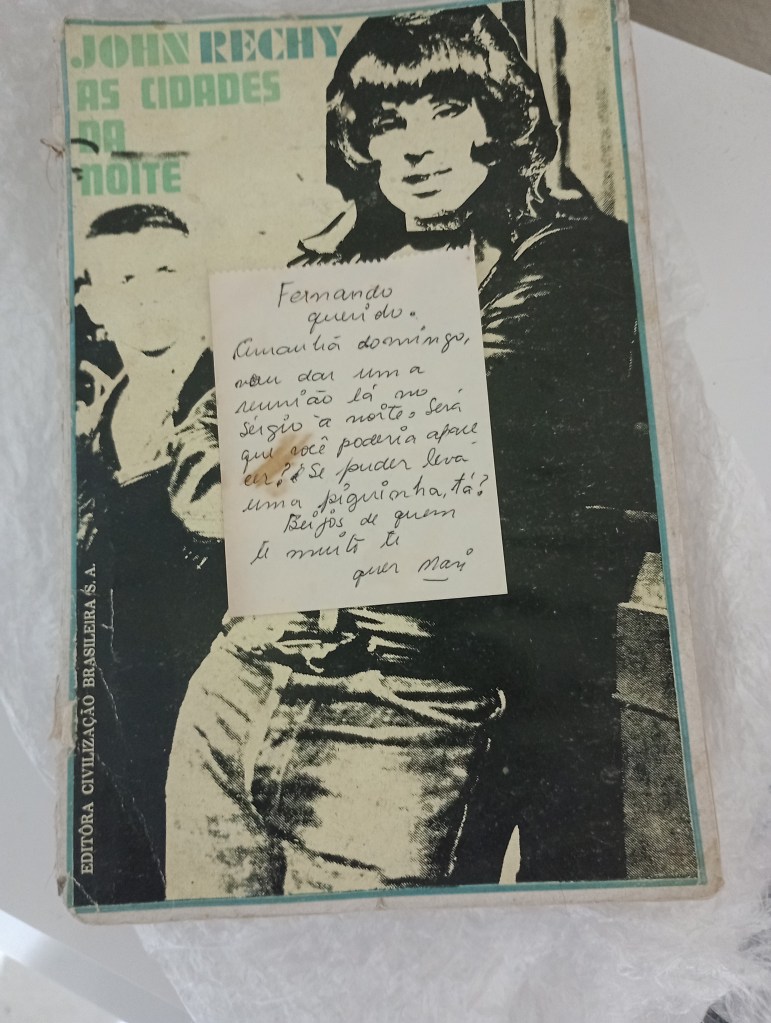 JOHN RECHY
AS CIDADES
DA
NOITE
Fernando
querido.
Amanhã domingo,
vou dar uma
reunião lá no
Sérgio à noite. Será
que você poderia apare
cer? Se puder leva
uma pinguinha, tá?
Beijos de quem
te muito te
quer Mari
EDITÔRA CIVILIZAÇÃO BRASILEIRA S. A.